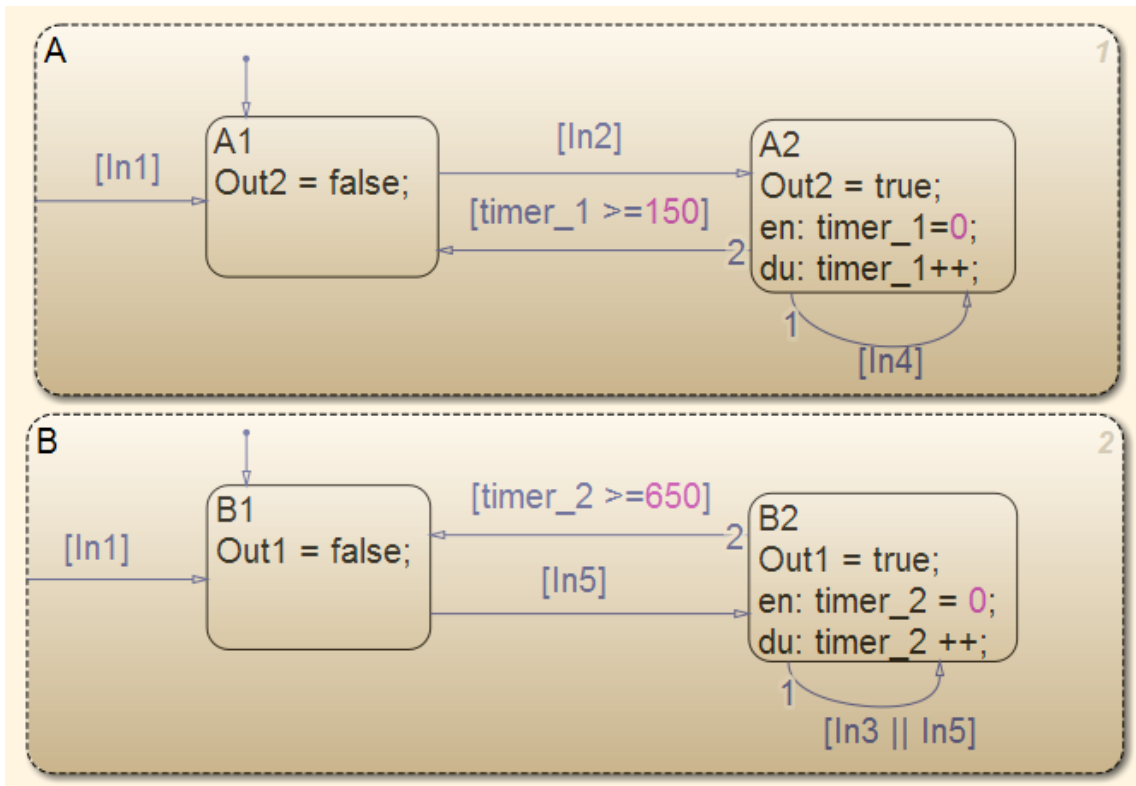 A
1
A1
Out2 = false;
[In1]
[In2]
[timer_1 >=150]
2
A2
Out2 = true;
en: timer_1=0;
du: timer_1++;
1
[In4]
B
2
B1
Out1 = false;
[In1]
[timer_2 >=650]
2
[In5]
B2
Out1 = true;
en: timer_2 = 0;
du: timer_2 ++;
1
[In3 || In5]